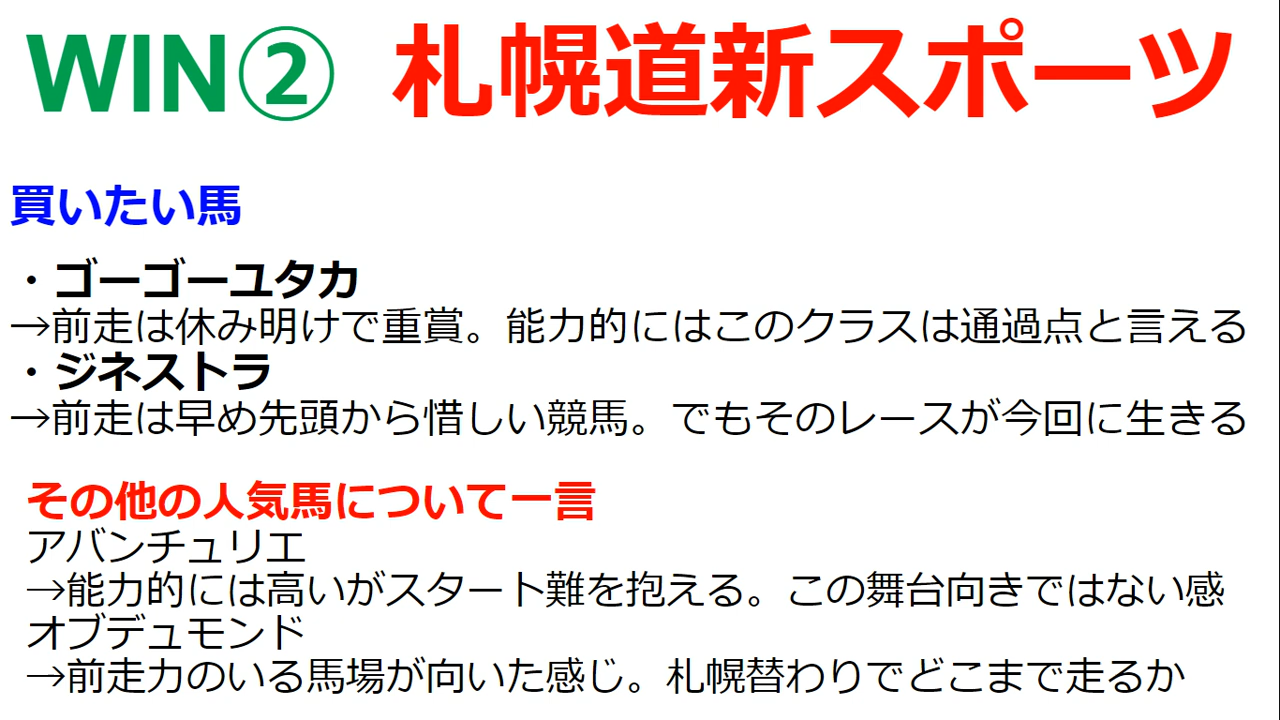 WIN② 札幌道新スポーツ
買いたい馬
・ゴーゴーユタカ
→前走は休み明けで重賞。能力的にはこのクラスは通過点と言える
・ジネストラ
→前走は早め先頭から惜しい競馬。でもそのレースが今回に生きる
その他の人気馬について一言
アバンチュリエ
→能力的には高いがスタート難を抱える。この舞台向きではない感
オブデュモンド
→前走力のいる馬場が向いた感じ。札幌替わりでどこまで走るか